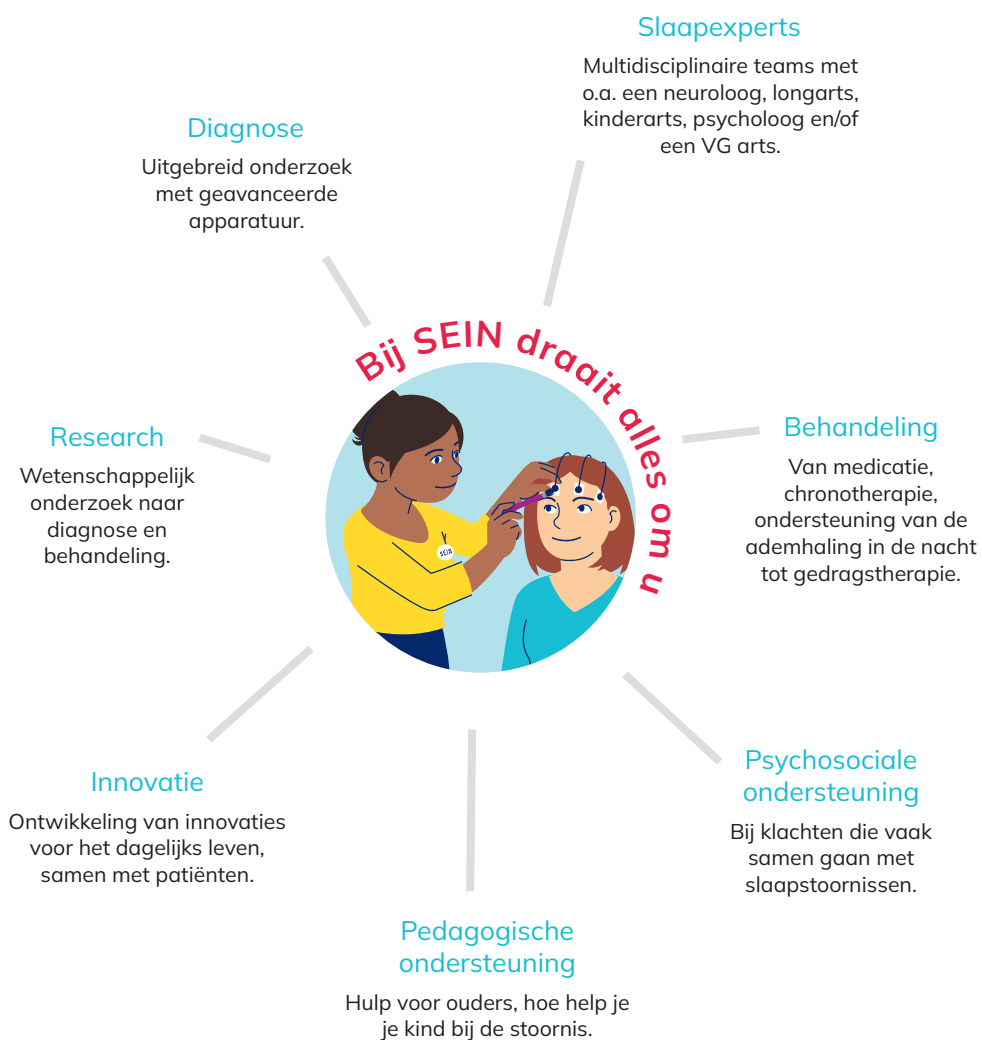 Slaapexperts
Multidisciplinaire teams met
o.a. een neuroloog, longarts,
kinderarts, psycholoog en/of
een VG arts.
Diagnose
Uitgebreid onderzoek
met geavanceerde
apparatuur.
Bij SEIN draait alles om u
SEIN
Research
Wetenschappelijk
onderzoek naar
diagnose en
behandeling.
Behandeling
Van medicatie,
chronotherapie,
ondersteuning van de
ademhaling in de nacht
tot gedragstherapie.
Innovatie
Ontwikkeling van innovaties
voor het dagelijks leven,
samen met patiënten.
Psychosociale
ondersteuning
Bij klachten die vaak
samen gaan met
slaapstoornissen.
Pedagogische
ondersteuning
Hulp voor ouders, hoe help je
je kind bij de stoornis.